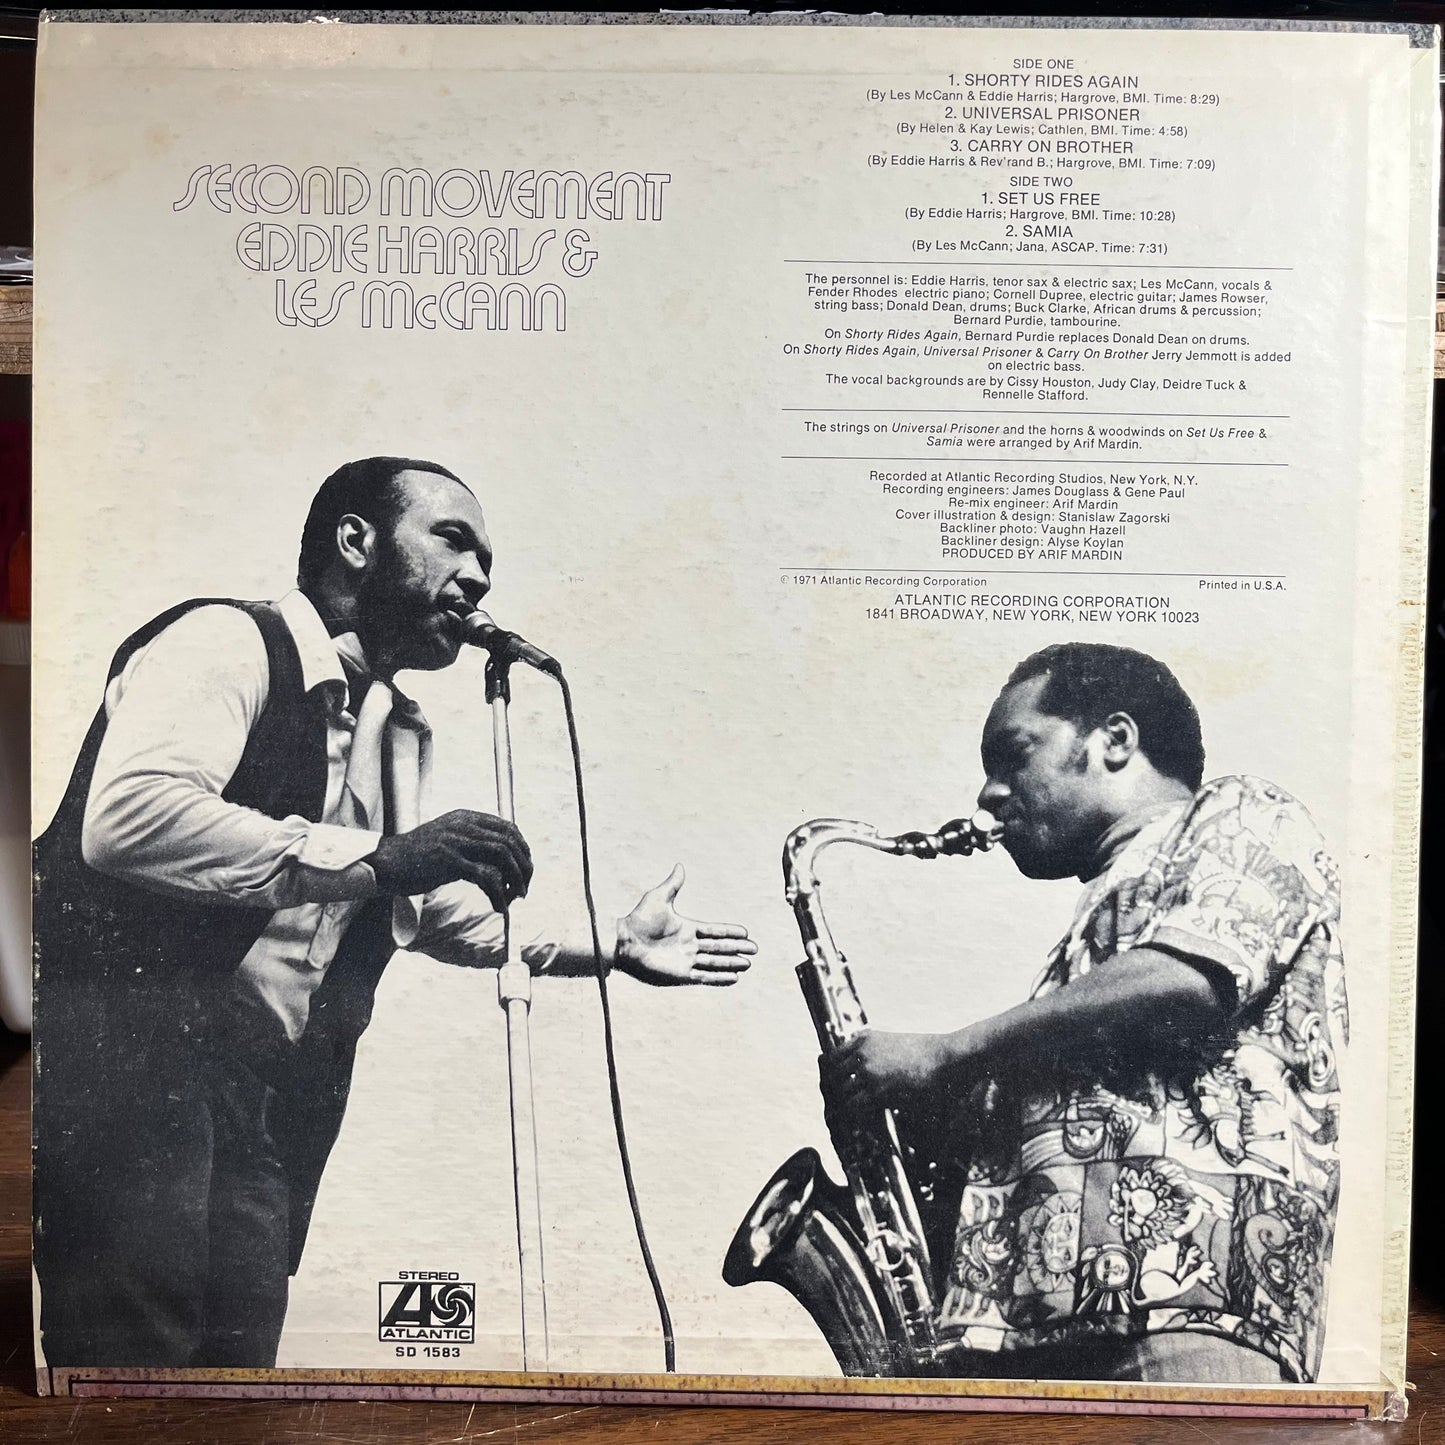 SECOND MOVEMENT
EDDIE HARRIS &
LES McCANN
SIDE ONE
1. SHORTY RIDES AGAIN
(By Les McCann & Eddie Harris; Hargrove, BMI. Time: 8:29)
2. UNIVERSAL PRISONER
(By Helen & Kay Lewis; Cathlen, BMI. Time: 4:58)
3. CARRY ON BROTHER
(By Eddie Harris & Rev'rand B.; Hargrove, BMI. Time: 7:09)
SIDE TWO
1. SET US FREE
(By Eddie Harris; Hargrove, BMI. Time: 10:28)
2. SAMIA
(By Les McCann; Jana, ASCAP. Time: 7:31)
The personnel is: Eddie Harris, tenor sax & electric sax; Les McCann, vocals &
Fender Rhodes electric piano; Cornell Dupree, electric guitar; James Rowser,
string bass; Donald Dean, drums; Buck Clarke, African drums & percussion;
Bernard Purdie, tambourine.
On Shorty Rides Again, Bernard Purdie replaces Donald Dean on drums.
On Shorty Rides Again, Universal Prisoner & Carry On Brother Jerry Jemmott is added
on electric bass.
The vocal backgrounds are by Cissy Houston, Judy Clay, Deidre Tuck &
Rennelle Stafford.
The strings on Universal Prisoner and the horns & woodwinds on Set Us Free &
Samia were arranged by Arif Mardin.
Recorded at Atlantic Recording Studios, New York, N.Y.
Recording engineers: James Douglass & Gene Paul
Re-mix engineer: Arif Mardin
Cover illustration & design: Stanislaw Zagorski
Backliner photo: Vaughn Hazell
Backliner design: Alyse Koylan
PRODUCED BY ARIF MARDIN
℗ 1971 Atlantic Recording Corporation Printed in U.S.A.
ATLANTIC RECORDING CORPORATION
1841 BROADWAY, NEW YORK, NEW YORK 10023
STEREO
ATLANTIC
SD 1583